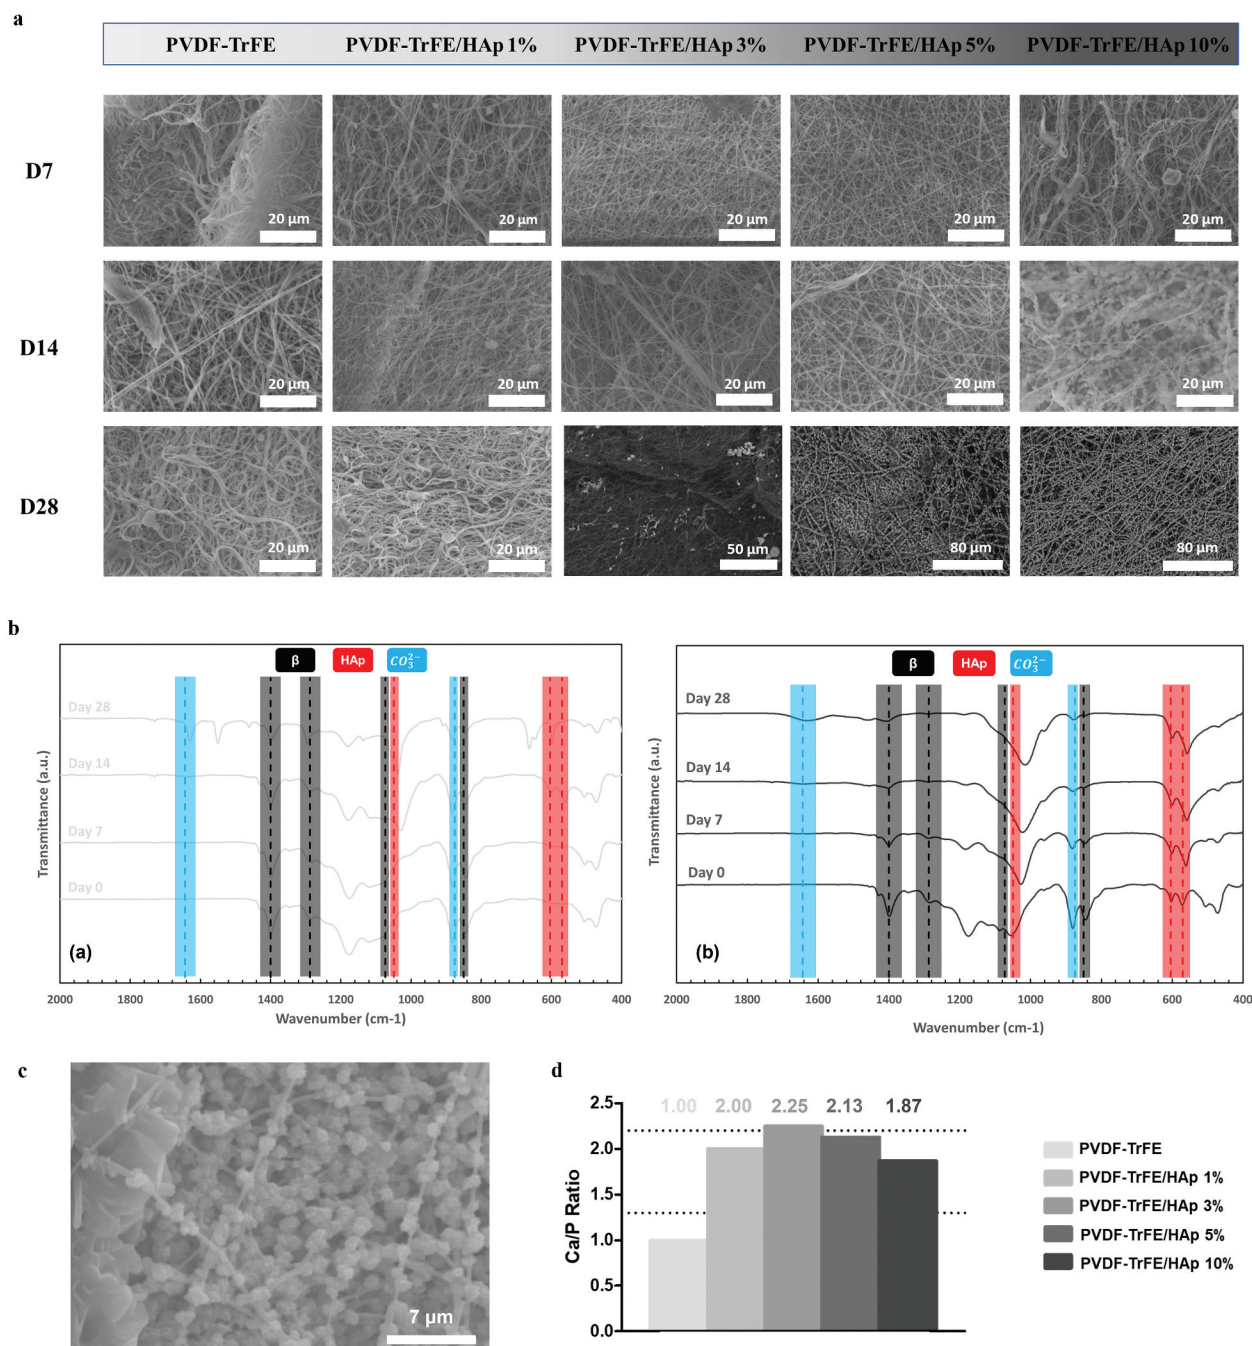 a
PVDF-TrFE PVDF-TrFE/HAp 1% PVDF-TrFE/HAp 3% PVDF-TrFE/HAp 5% PVDF-TrFE/HAp 10%
D7
20 µm 20 µm 20 µm 20 µm 20 µm
D14
20 µm 20 µm 20 µm 20 µm 20 µm
D28
20 µm 20 µm 50 µm 80 µm 80 µm
b
β HAp CO₃²⁻
Day 28
Day 14
Day 7
Day 0
(a)
Transmittance (a.u.)
2000 1600 1400 1200 1000 800 600 400
Wavenumber (cm-1)
β HAp CO₃²⁻
Day 28
Day 14
Day 7
Day 0
(b)
Transmittance (a.u.)
2000 1800 1600 1400 1200 1000 800 600 400
Wavenumber (cm-1)
c
7 µm
d
1.00 2.00 2.25 2.13 1.87
2.5
2.0
1.5
1.0
0.5
0.0
Ca/P Ratio
PVDF-TrFE
PVDF-TrFE/HAp 1%
PVDF-TrFE/HAp 3%
PVDF-TrFE/HAp 5%
PVDF-TrFE/HAp 10%